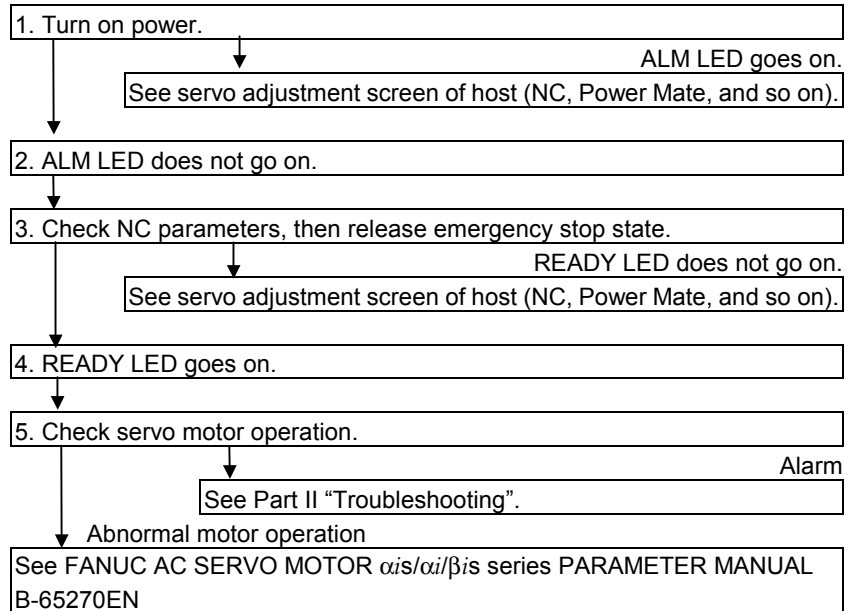 1. Turn on power.
ALM LED goes on.
See servo adjustment screen of host (NC, Power Mate, and so on).
2. ALM LED does not go on.
3. Check NC parameters, then release emergency stop state.
READY LED does not go on.
See servo adjustment screen of host (NC, Power Mate, and so on).
4. READY LED goes on.
5. Check servo motor operation.
Alarm
See Part II “Troubleshooting”.
Abnormal motor operation
See FANUC AC SERVO MOTOR αis/αi/βis series PARAMETER MANUAL
B-65270EN